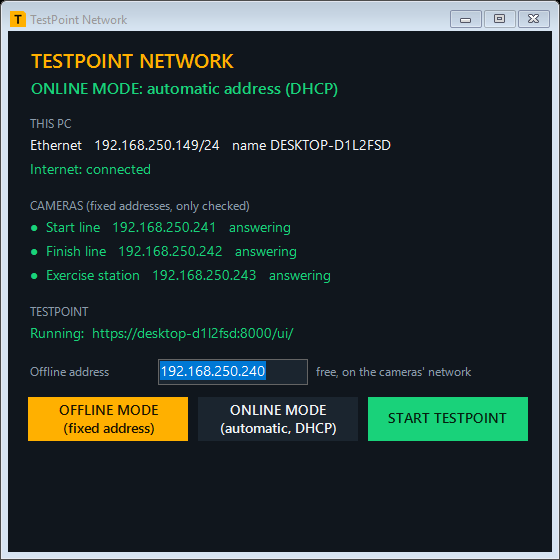 T TestPoint Network
TESTPOINT NETWORK
ONLINE MODE: automatic address (DHCP)
THIS PC
Ethernet 192.168.250.149/24 name DESKTOP-D1L2FSD
Internet: connected
CAMERAS (fixed addresses, only checked)
● Start line 192.168.250.241 answering
● Finish line 192.168.250.242 answering
● Exercise station 192.168.250.243 answering
TESTPOINT
Running: https://desktop-d1l2fsd:8000/ui/
Offline address 192.168.250.240 free, on the cameras' network
OFFLINE MODE
(fixed address)
ONLINE MODE
(automatic, DHCP)
START TESTPOINT